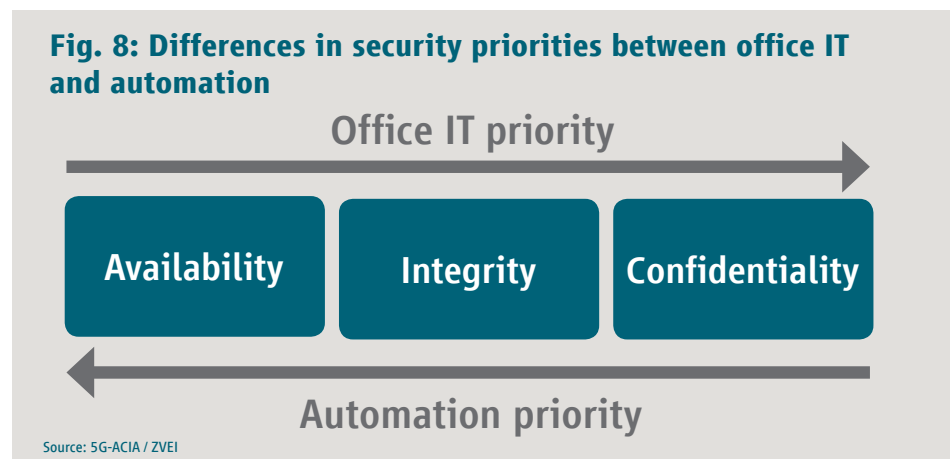 Fig. 8: Differences in security priorities between office IT
and automation
Office IT priority
Availability
Integrity
Confidentiality
Automation priority
Source: 5G-ACIA / ZVEI